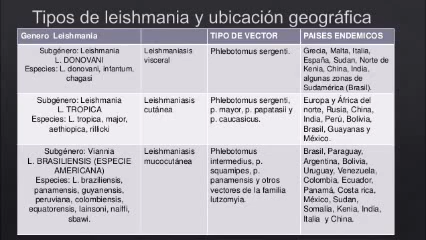 Tipos de leishmania y ubicación geográfica
Genero Leishmania
TIPO DE VECTOR
PAISES ENDEMICOS
Subgénero: Leishmania
L. DONOVANI
Especies: L. donovani, infantum,
chagasi
Leishmaniasis
visceral
Phlebotomus sergenti.
Grecia, Malta, Italia,
España, Sudan, Norte de
Kenia, China, India,
algunas zonas de
Sudamérica (Brasil).
Subgénero: Leishmania
L. TROPICA
Especies: L. tropica, major,
aethiopica, rillicki
Leishmaniasis
cutánea
Phlebotomus sergenti,
p. mayor, p. papatasii y
p. caucasicus.
Europa y África del
norte, Rusia, China,
India, Perú, Bolivia,
Brasil, Guayanas y
México.
Subgénero: Viannia
L. BRASILIENSIS (ESPECIE
AMERICANA)
Especies: L. braziliensis,
panamensis, guyanensis,
peruviana, colombiensis,
equatorensis, lainsoni, naiffi,
shawi.
Leishmaniasis
mucocutánea
Phlebotomus
intermedius, p.
squamipes, p.
panamensis y otros
vectores de la familia
lutzomyia.
Brasil, Paraguay,
Argentina, Bolivia,
Uruguay, Venezuela,
Colombia, Ecuador,
Panamá, Costa rica,
México, Sudan,
Somalia, Kenia, India,
Italia y China.